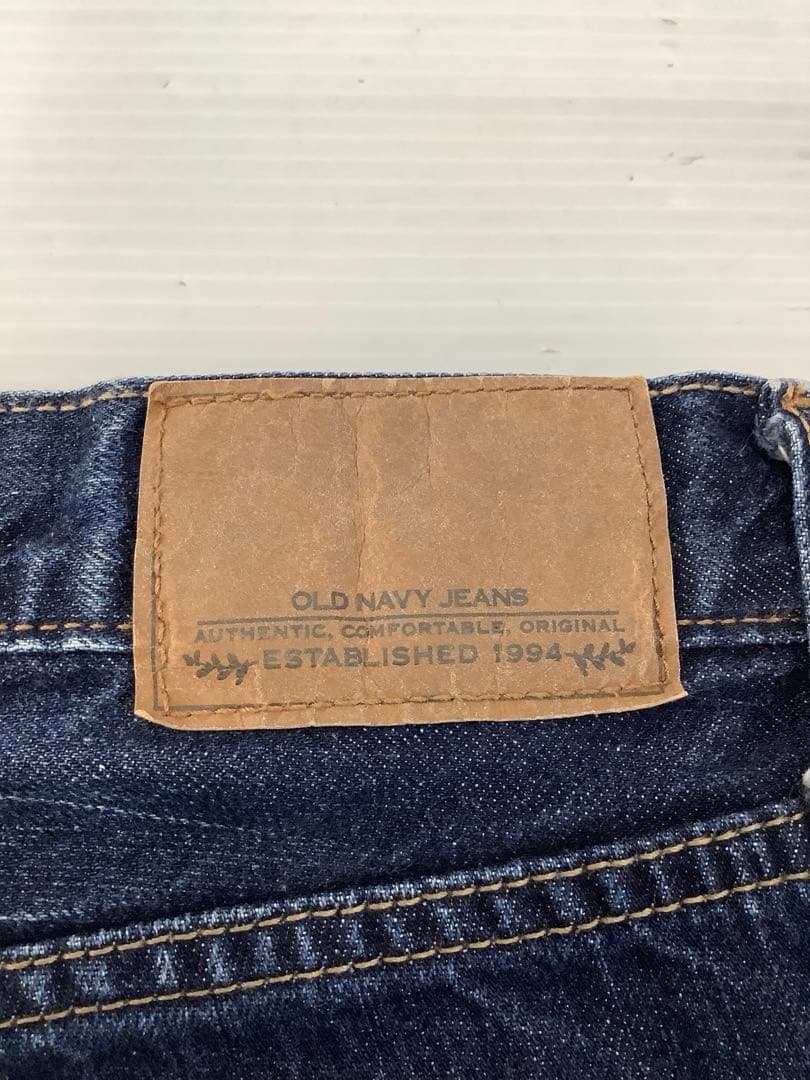 OLD NAVY JEANS
AUTHENTIC, COMFORTABLE, ORIGINAL
ESTABLISHED 1994